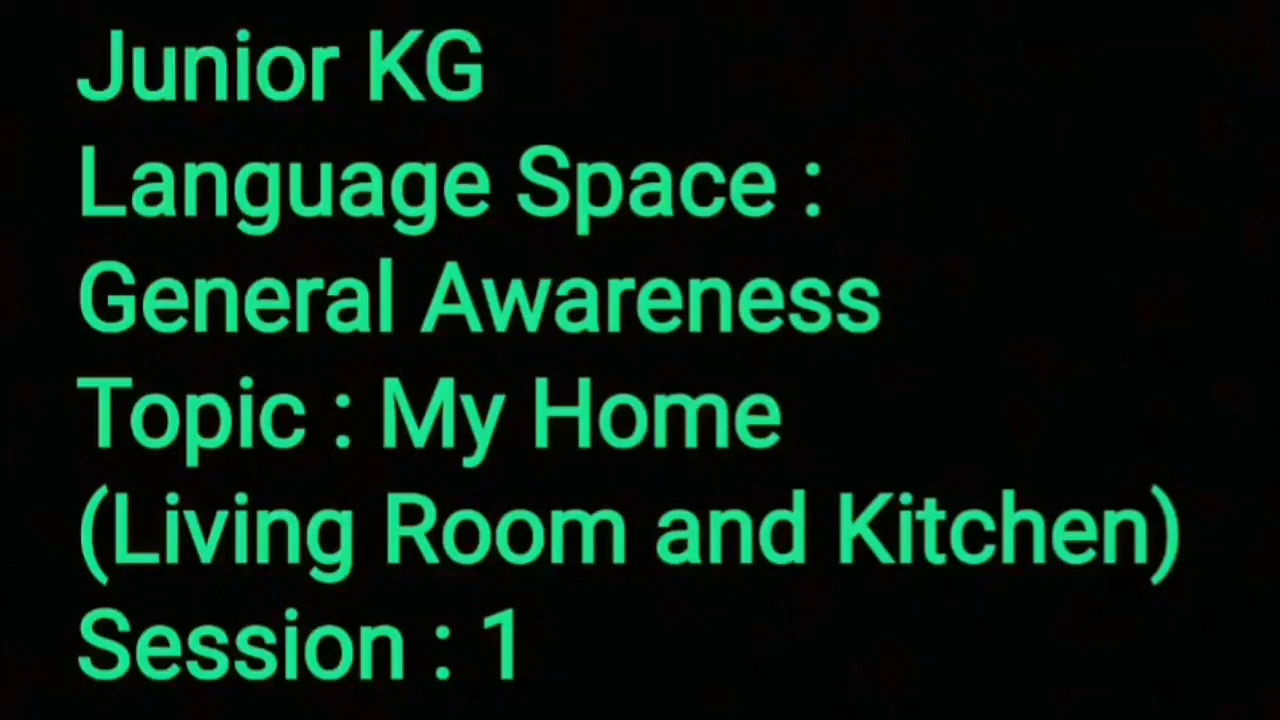 Junior KG
Language Space :
General Awareness
Topic : My Home
(Living Room and Kitchen)
Session : 1